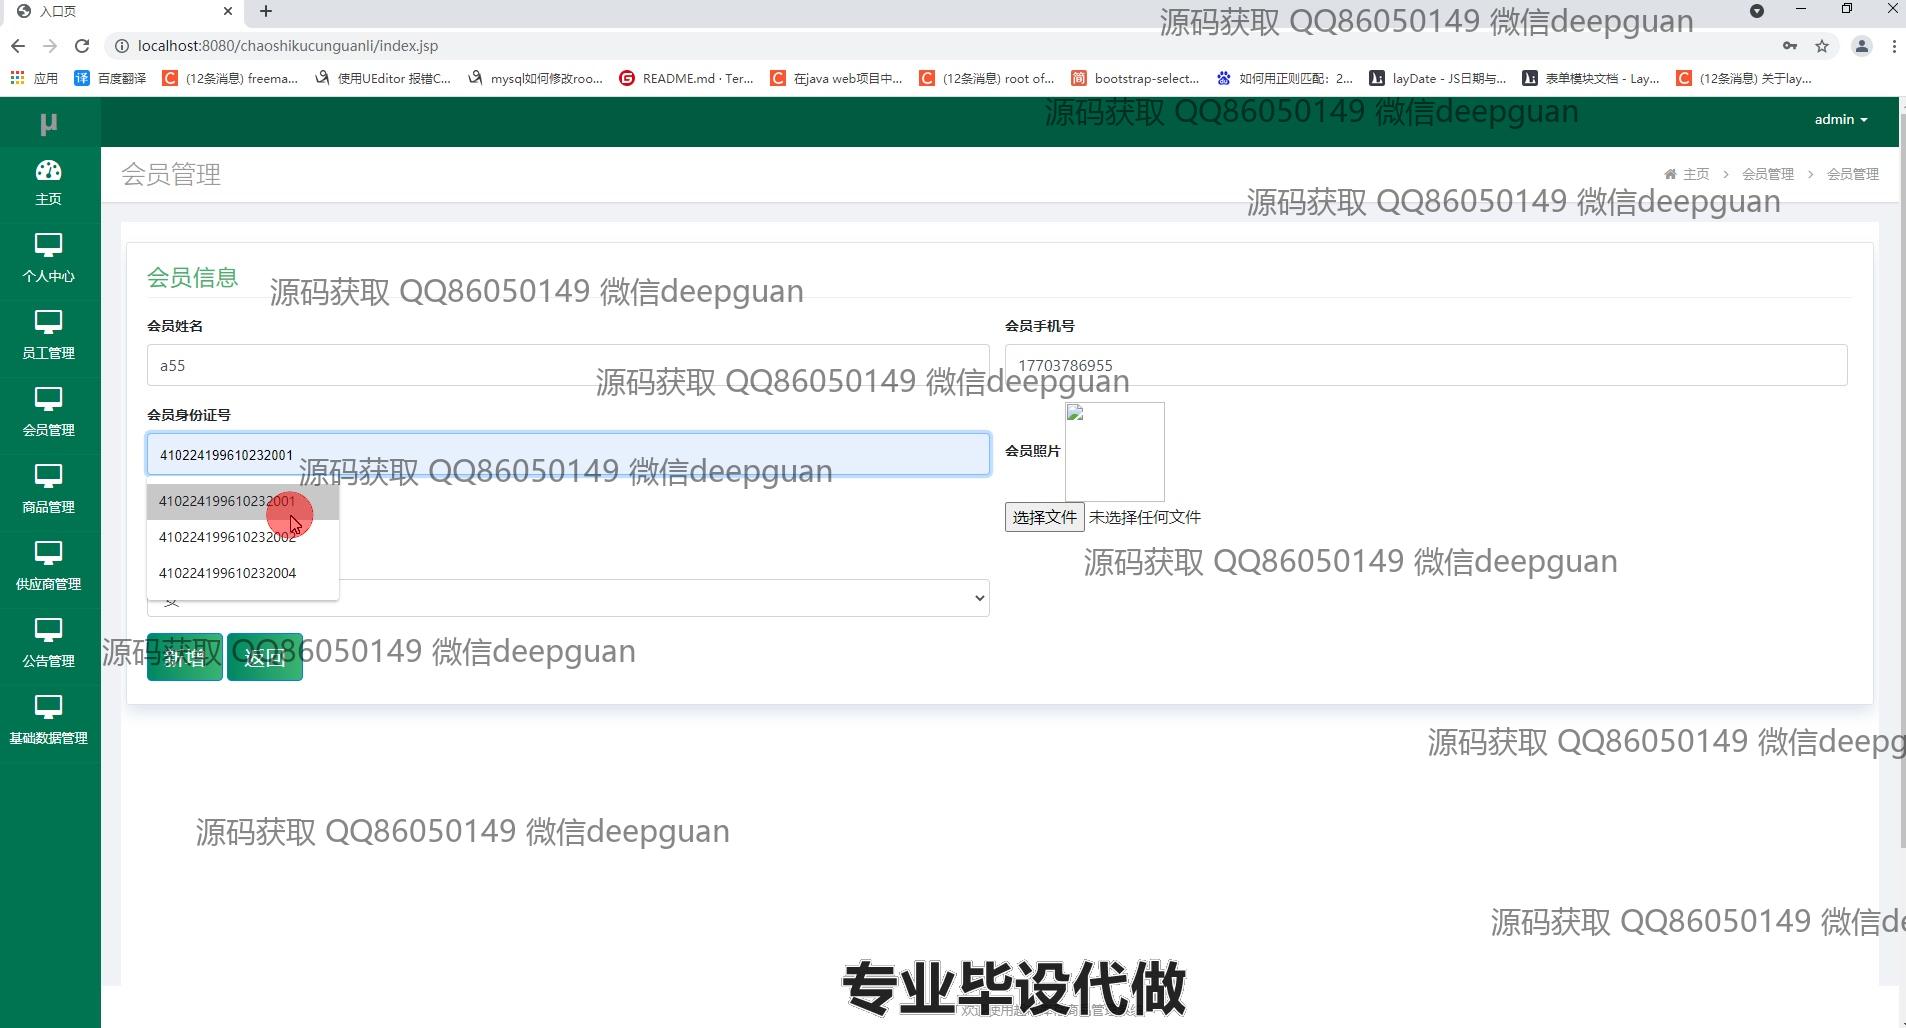 入口页
源码获取 QQ86050149 微信deepguan
localhost:8080/chaoshikucunguanli/index.jsp
应用
百度翻译
(12条消息) freema...
使用UEditor 报错C...
mysql如何修改roo...
README.md · Ter...
在java web项目中...
(12条消息) root of...
bootstrap-select...
如何用正则匹配：2...
layDate - JS日期与...
表单模块文档 - Lay...
(12条消息) 关于lay...
μ
源码获取 QQ86050149 微信deepguan
admin
主页
个人中心
员工管理
会员管理
商品管理
供应商管理
公告管理
基础数据管理
会员管理
主页 > 会员管理 > 会员管理
源码获取 QQ86050149 微信deepguan
会员信息
源码获取 QQ86050149 微信deepguan
会员姓名
会员手机号
a55
17703786955
源码获取 QQ86050149 微信deepguan
会员身份证号
410224199610232001
会员照片
源码获取 QQ86050149 微信deepguan
410224199610232001
选择文件 未选择任何文件
410224199610232002
源码获取 QQ86050149 微信deepguan
410224199610232004
女
新增
返回
源码获取 QQ86050149 微信deepguan
源码获取 QQ86050149 微信deepg
源码获取 QQ86050149 微信deepguan
源码获取 QQ86050149 微信de
专业毕设代做